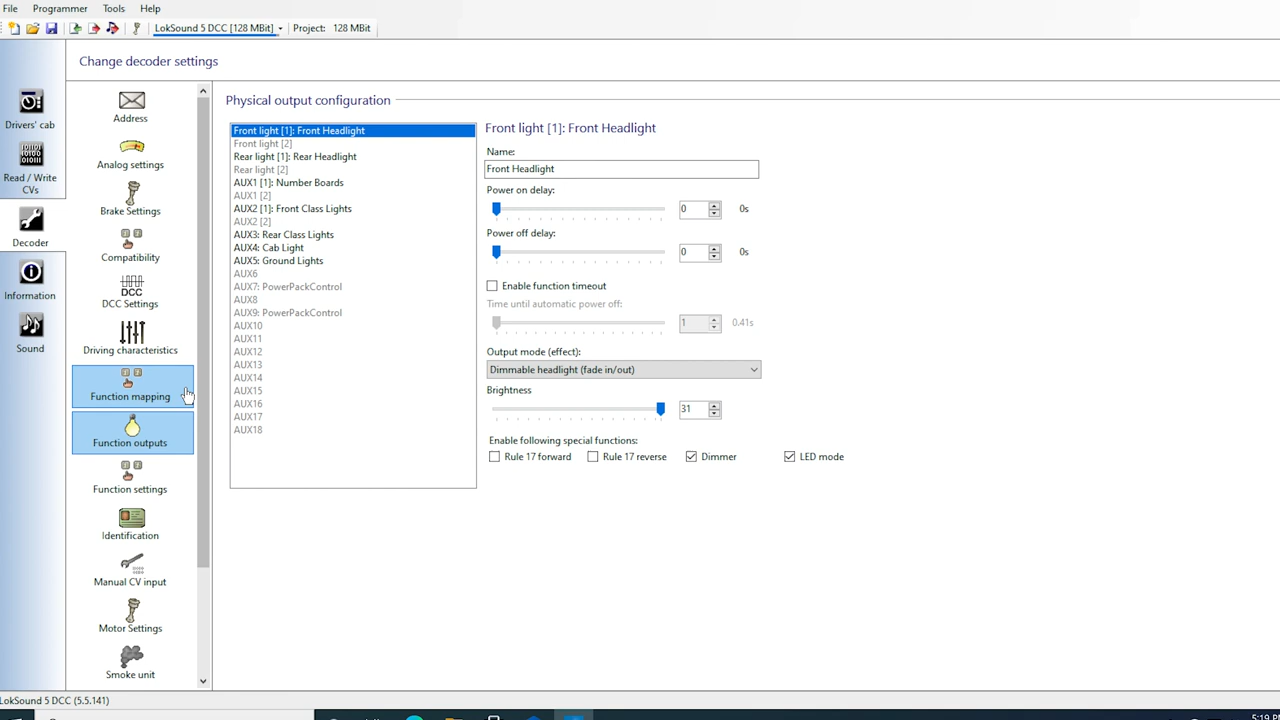 File Programmer Tools Help
LokSound 5 DCC [128 MBit] Project: 128 MBit
Change decoder settings
Drivers' cab
Read / Write CVs
Decoder
Information
Sound
Address
Analog settings
Brake Settings
Compatibility
DCC
DCC Settings
Driving characteristics
Function mapping
Function outputs
Function settings
Identification
Manual CV input
Motor Settings
Smoke unit
Physical output configuration
Front light [1]: Front Headlight
Front light [2]
Rear light [1]: Rear Headlight
Rear light [2]
AUX1 [1]: Number Boards
AUX1 [2]
AUX2 [1]: Front Class Lights
AUX2 [2]
AUX3: Rear Class Lights
AUX4: Cab Light
AUX5: Ground Lights
AUX6
AUX7: PowerPackControl
AUX8
AUX9: PowerPackControl
AUX10
AUX11
AUX12
AUX13
AUX14
AUX15
AUX16
AUX17
AUX18
Front light [1]: Front Headlight
Name:
Front Headlight
Power on delay:
0 0s
Power off delay:
0 0s
Enable function timeout
Time until automatic power off:
1 0.41s
Output mode (effect):
Dimmable headlight (fade in/out)
Brightness
31
Enable following special functions:
Rule 17 forward Rule 17 reverse Dimmer LED mode
LokSound 5 DCC (5.5.141)